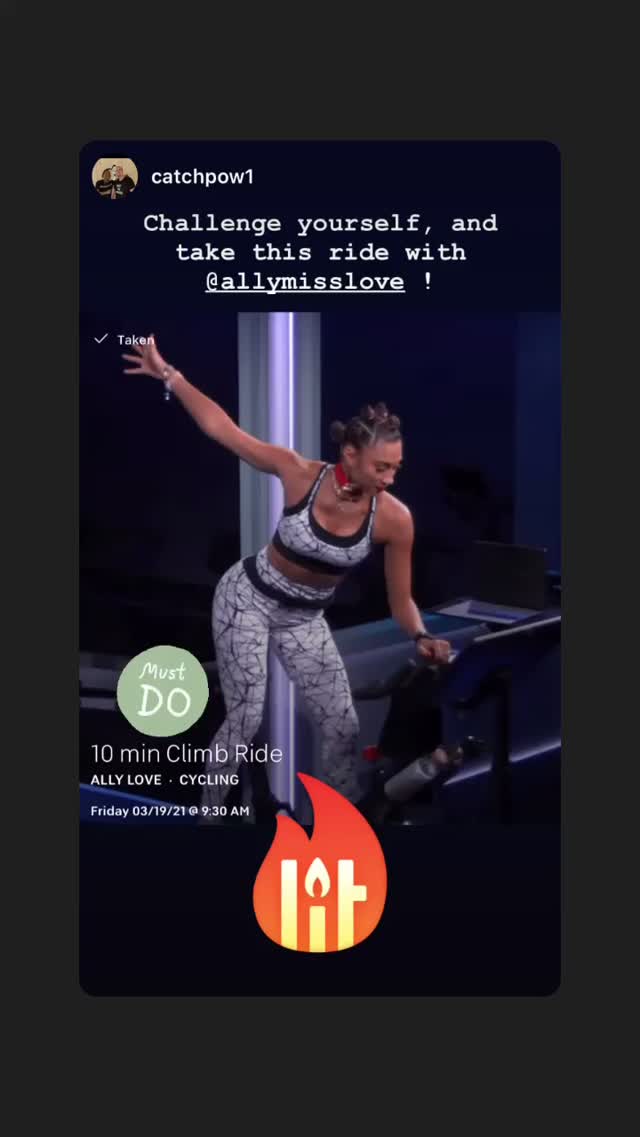 catchpow1
Challenge yourself, and
take this ride with
@allymisslove !
Taken
Must
DO
10 min Climb Ride
ALLY LOVE · CYCLING
Friday 03/19/21 @ 9:30 AM
lit